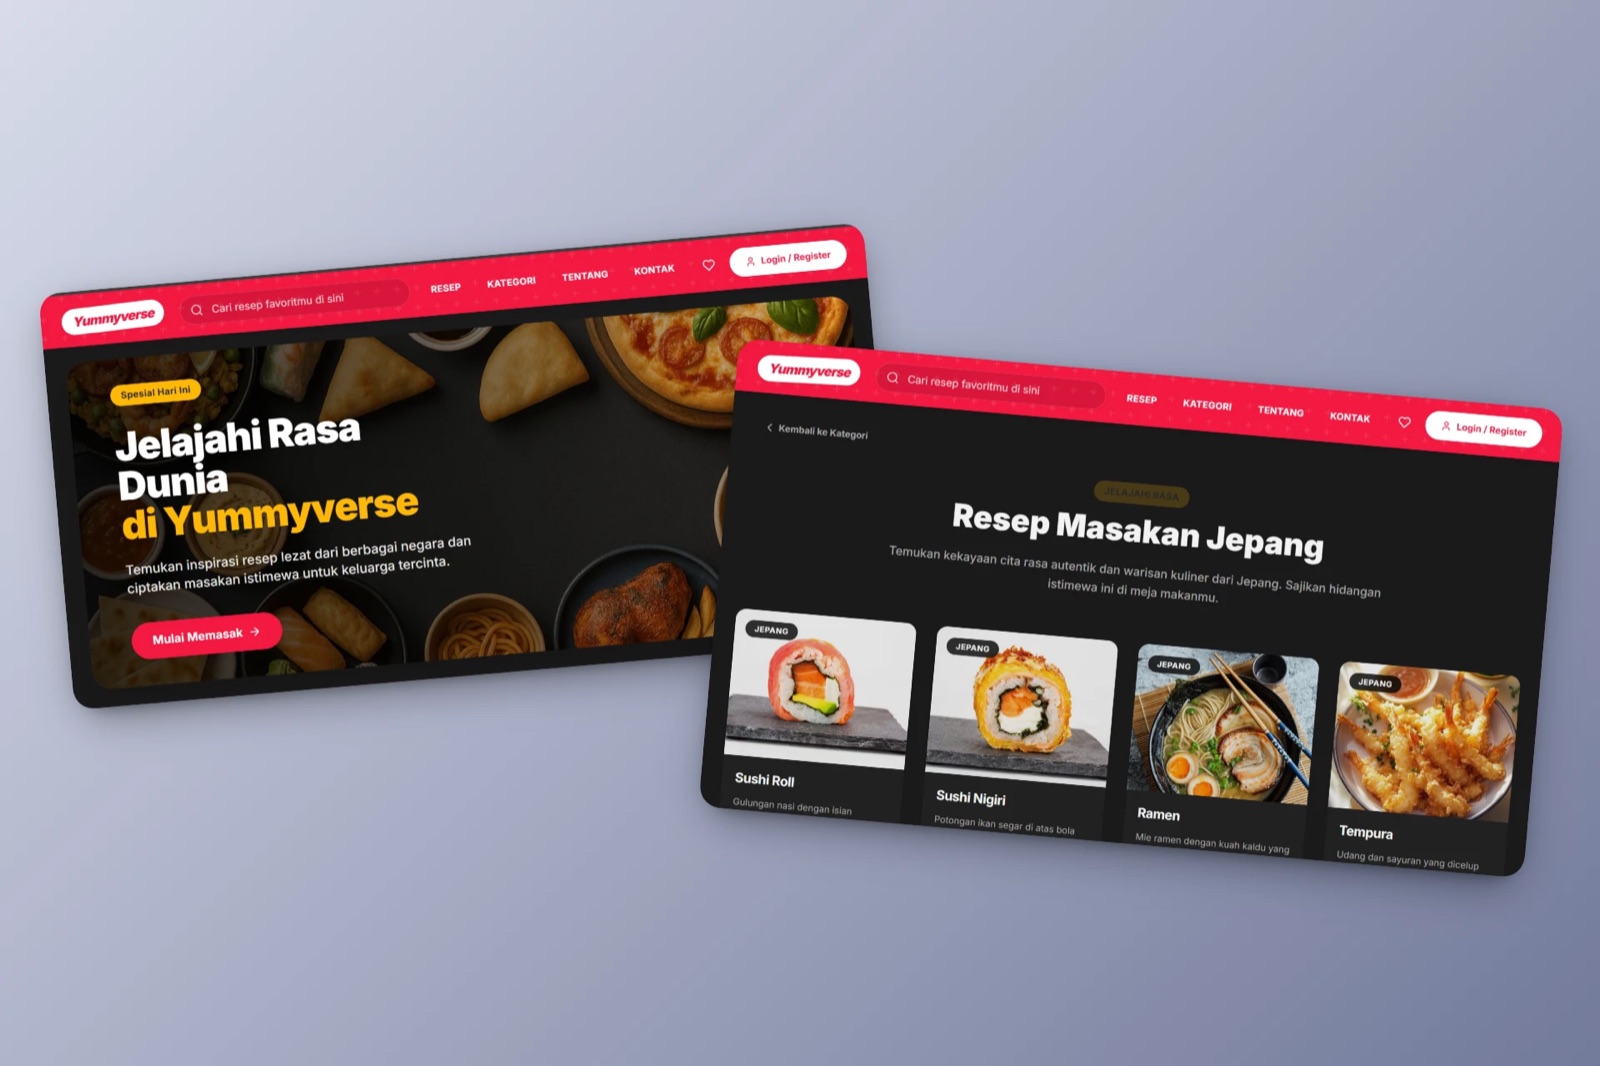 Yummyverse
Cari resep favoritmu di sini
RESEP
KATEGORI
TENTANG
KONTAK
Login / Register
Spesial Hari Ini
Jelajahi Rasa
Dunia
di Yummyverse
Temukan inspirasi resep lezat dari berbagai negara dan
ciptakan masakan istimewa untuk keluarga tercinta.
Mulai Memasak
Yummyverse
Cari resep favoritmu di sini
RESEP
KATEGORI
TENTANG
KONTAK
Login / Register
Kembali ke Kategori
JELAJAHI RASA
Resep Masakan Jepang
Temukan kekayaan cita rasa autentik dan warisan kuliner dari Jepang. Sajikan hidangan
istimewa ini di meja makanmu.
JEPANG
Sushi Roll
Gulungan nasi dengan isian
JEPANG
Sushi Nigiri
Potongan ikan segar di atas bola
JEPANG
Ramen
Mie ramen dengan kuah kaldu yang
JEPANG
Tempura
Udang dan sayuran yang dicelup